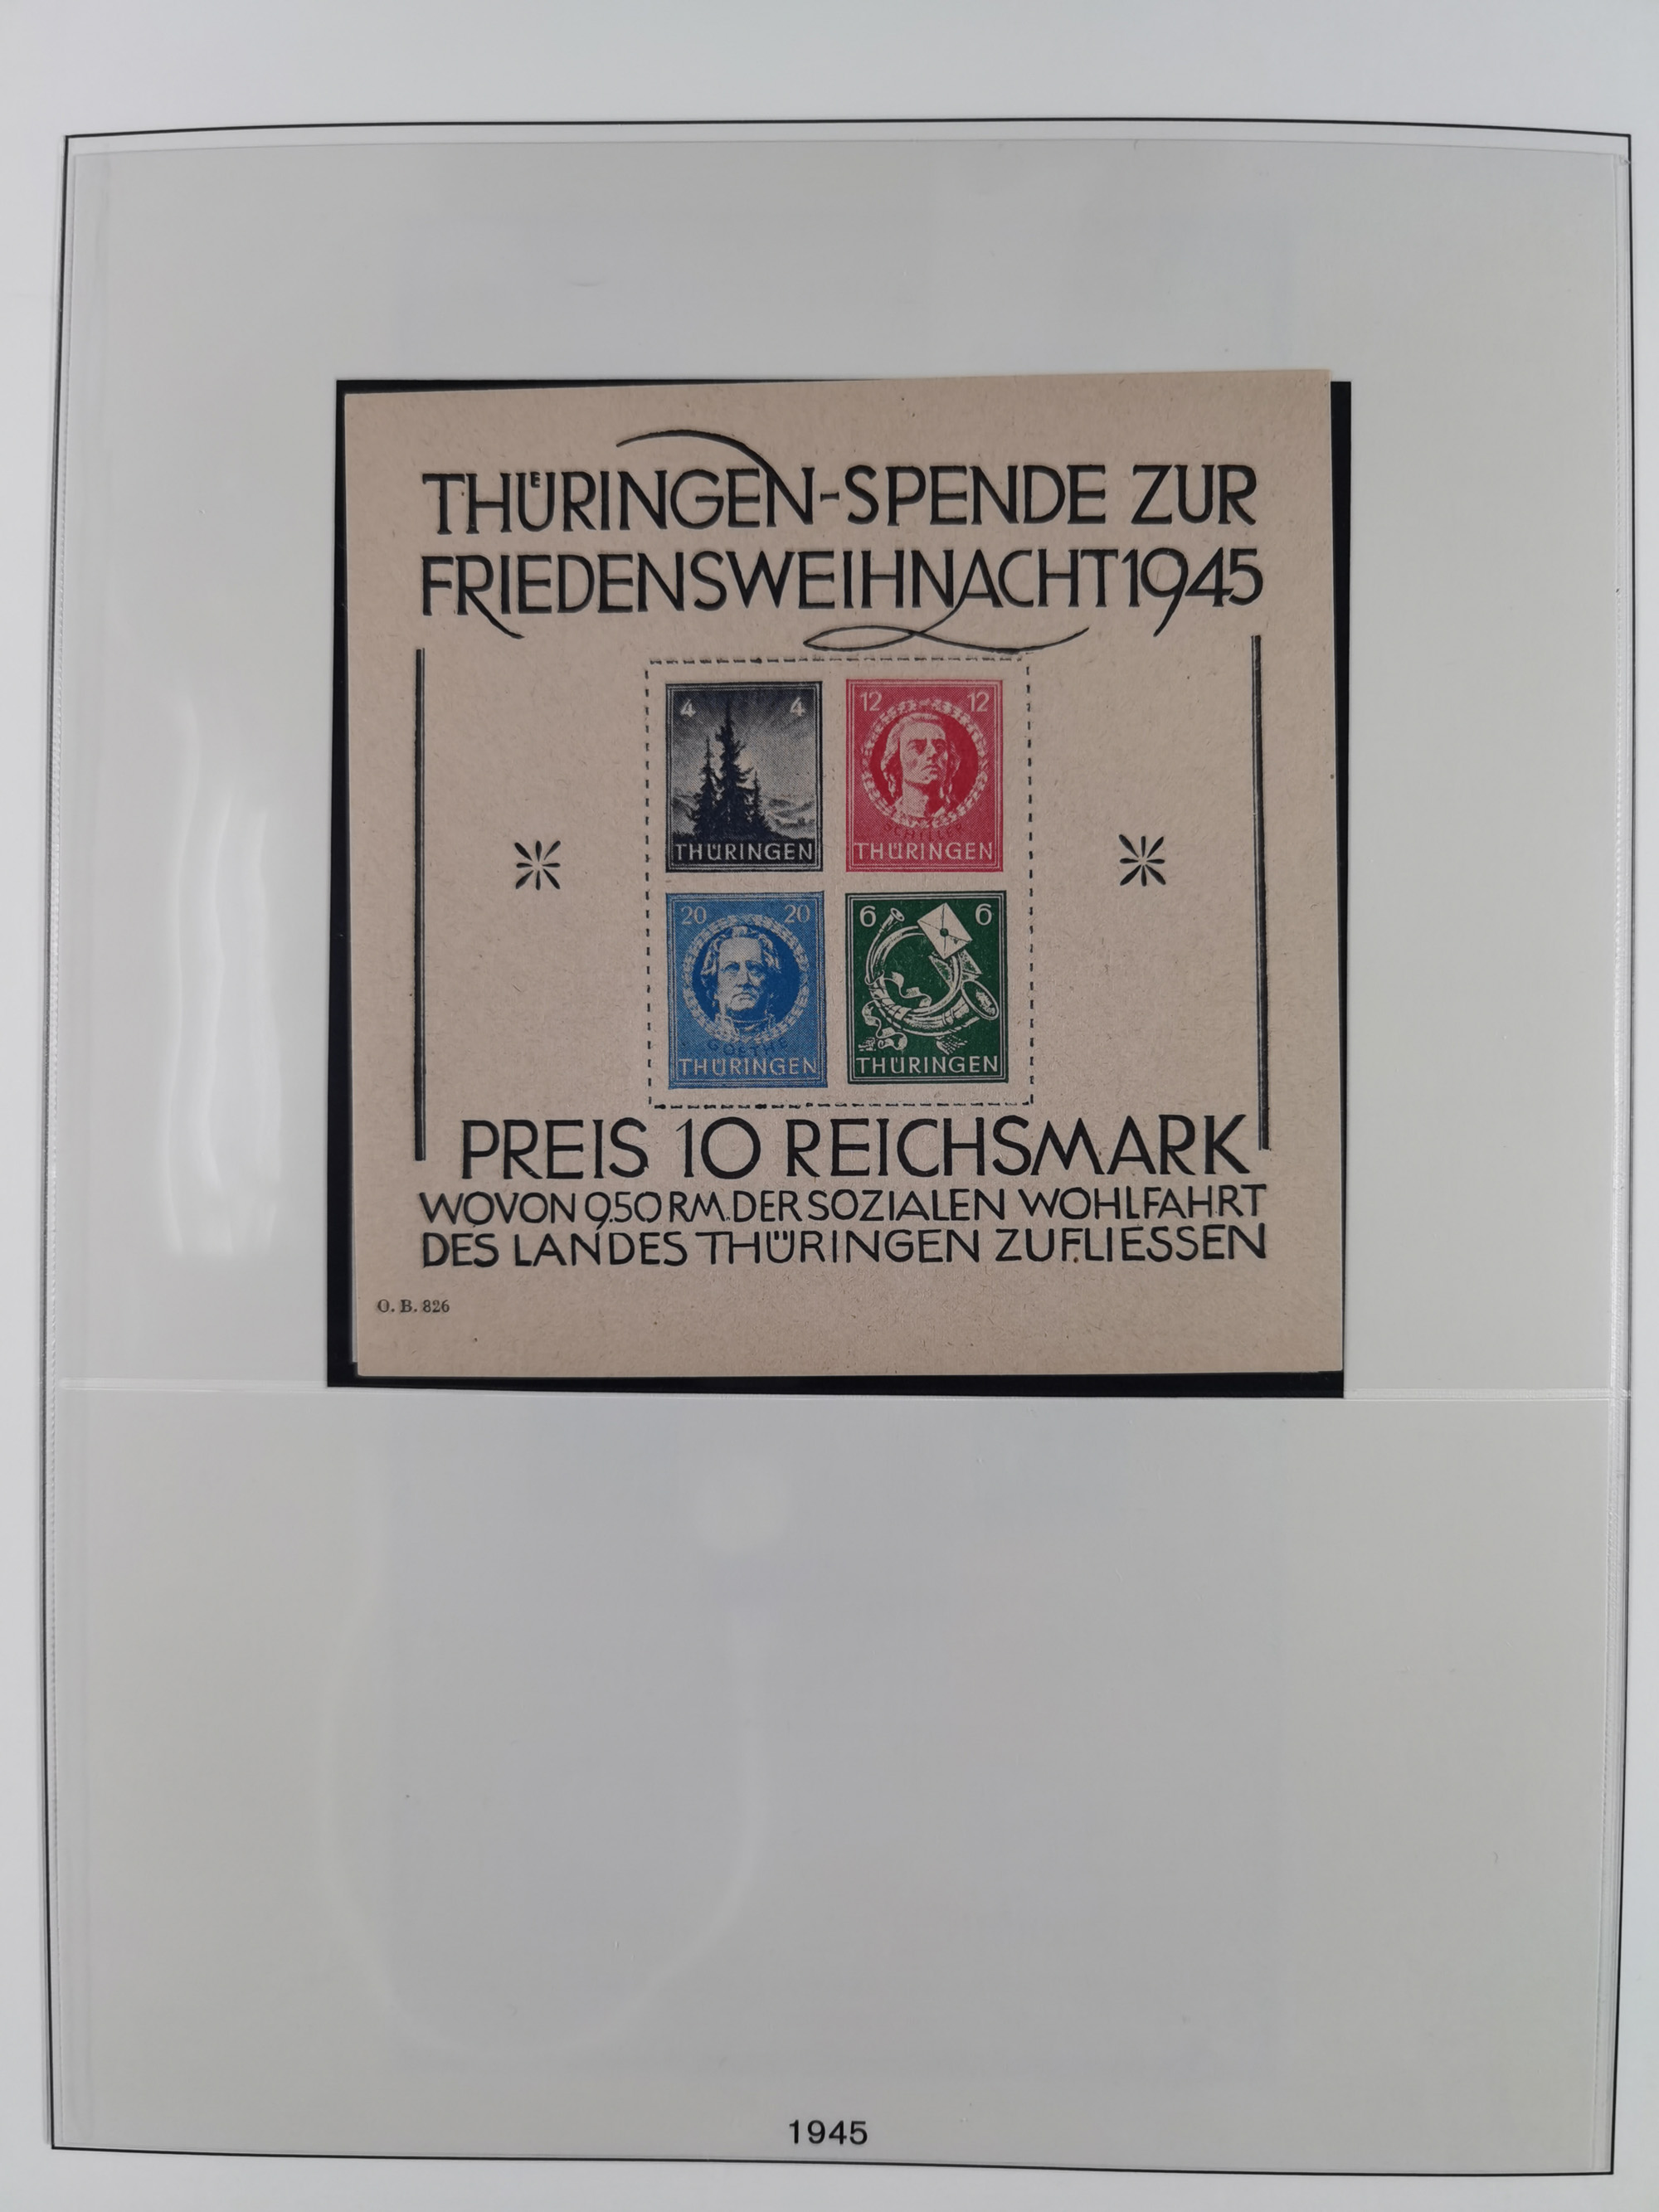 THÜRINGEN-SPENDE ZUR
FRIEDENSWEIHNACHT 1945
4 4
THÜRINGEN
12 12
SCHILLER
THÜRINGEN
20 20
GOETHE
THÜRINGEN
6 6
THÜRINGEN
PREIS 10 REICHSMARK
WOVON 9.50 RM. DER SOZIALEN WOHLFAHRT
DES LANDES THÜRINGEN ZUFLIESSEN
O. B. 826
1945